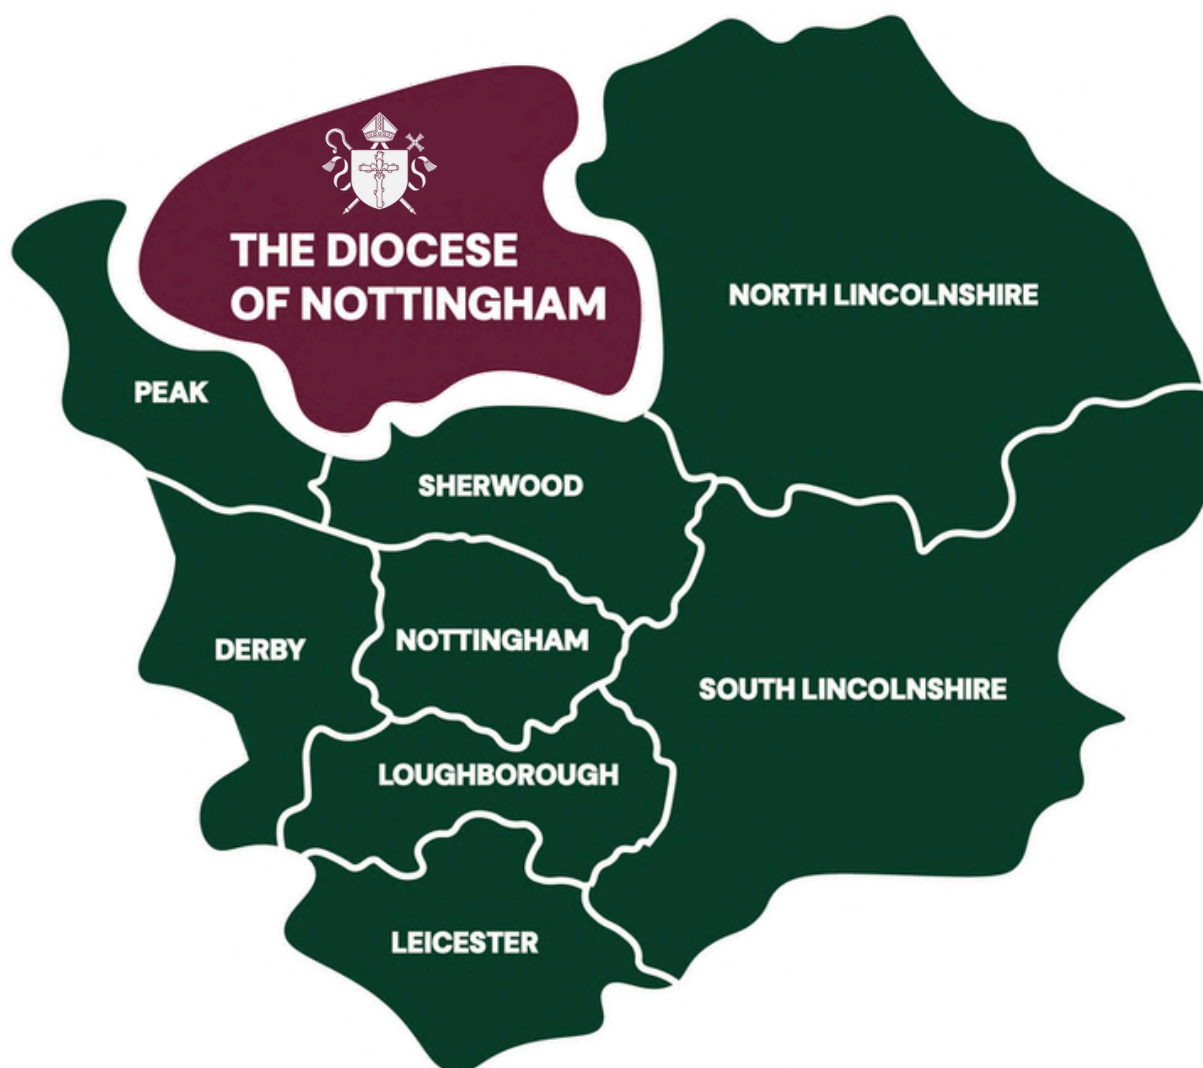 THE DIOCESE
OF NOTTINGHAM
NORTH LINCOLNSHIRE
PEAK
SHERWOOD
NOTTINGHAM
DERBY
SOUTH LINCOLNSHIRE
LOUGHBOROUGH
LEICESTER